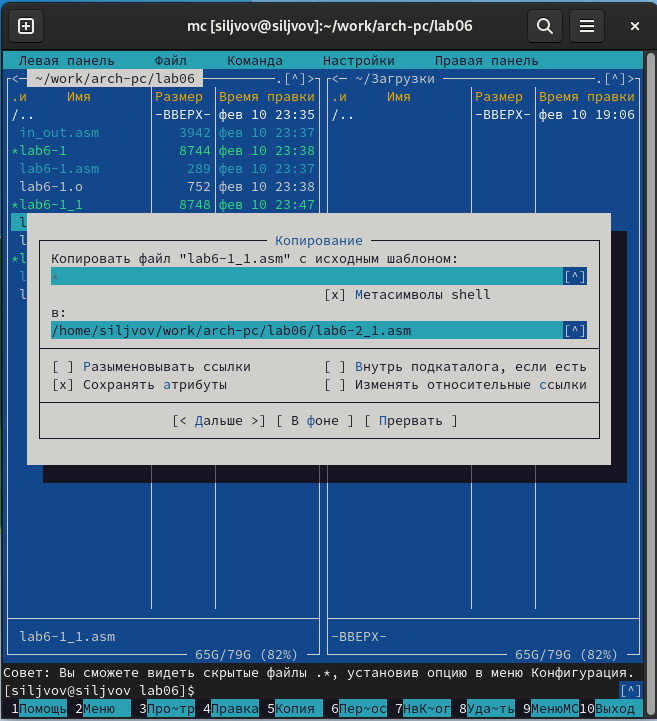 mc [siljvov@siljvov]:~/work/arch-pc/lab06
Левая панель Файл Команда Настройки Правая панель
<— ~/work/arch-pc/lab06 .[^]> <— ~/Загрузки .[^]>
.и Имя Размер Время правки .и Имя Размер Время правки
/.. -ВВЕРХ- фев 10 23:35 /.. -ВВЕРХ- фев 10 19:06
in_out.asm 3942 фев 10 23:37
*lab6-1 8744 фев 10 23:38
lab6-1.asm 289 фев 10 23:37
lab6-1.o 752 фев 10 23:38
*lab6-1_1 8748 фев 10 23:47
Копирование
Копировать файл "lab6-1_1.asm" с исходным шаблоном:
* [^]
[x] Метасимволы shell
в:
/home/siljvov/work/arch-pc/lab06/lab6-2_1.asm [^]
[ ] Разыменовывать ссылки [ ] Внутрь подкаталога, если есть
[x] Сохранять атрибуты [ ] Изменять относительные ссылки
[< Дальше >] [ В фоне ] [ Прервать ]
lab6-1_1.asm -ВВЕРХ-
65G/79G (82%) 65G/79G (82%)
Совет: Вы сможете видеть скрытые файлы .*, установив опцию в меню Конфигурация.
[siljvov@siljvov lab06]$ [^]
1Помощь 2Меню 3Про~тр 4Правка 5Копия 6Пер~ос 7НвК~ог 8Уда~ть 9МенюMC 10Выход